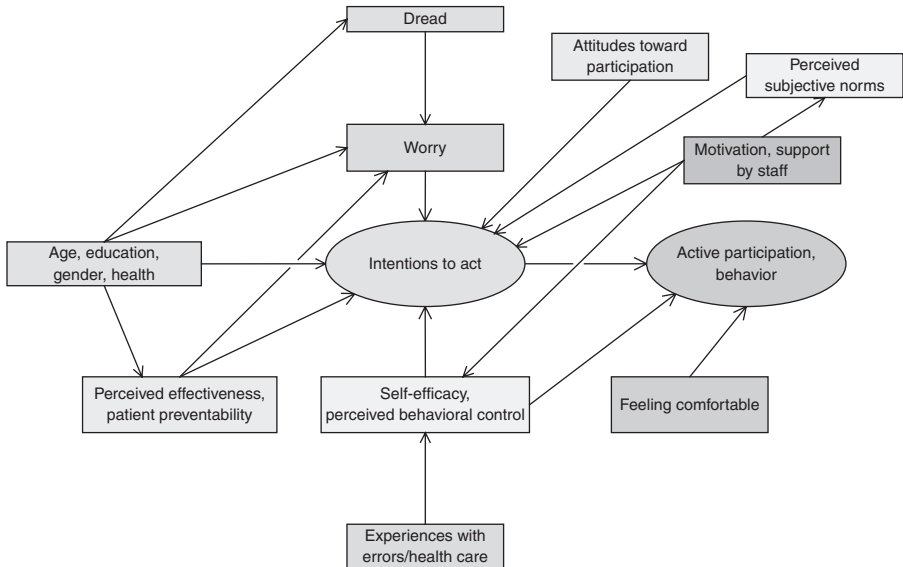 Dread
Attitudes toward
participation
Perceived
subjective norms
Worry
Motivation, support
by staff
Age, education,
gender, health
Intentions to act
Active participation,
behavior
Perceived effectiveness,
patient preventability
Self-efficacy,
perceived behavioral control
Feeling comfortable
Experiences with
errors/health care